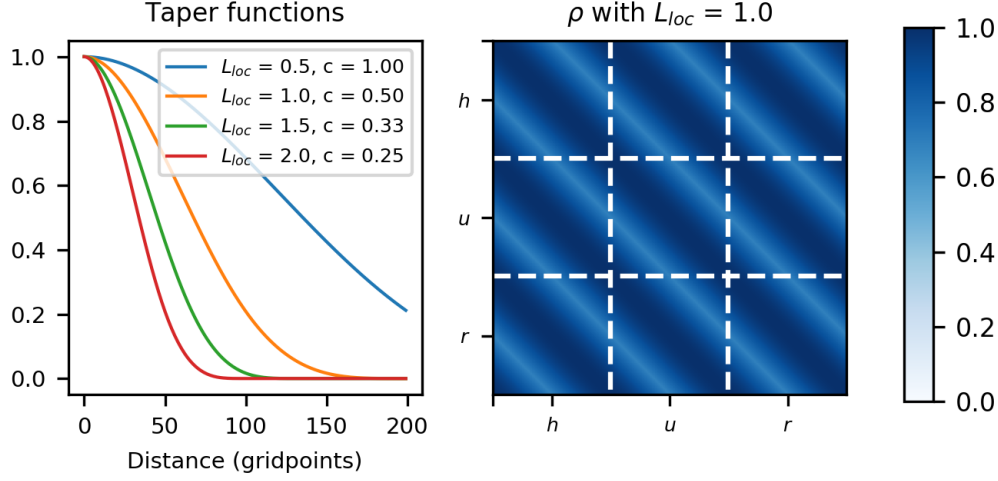 Taper functions
1.0
0.8
0.6
0.4
0.2
0.0
L_loc = 0.5, c = 1.00
L_loc = 1.0, c = 0.50
L_loc = 1.5, c = 0.33
L_loc = 2.0, c = 0.25
0 50 100 150 200
Distance (gridpoints)
ρ with L_loc = 1.0
h
u
r
h u r
1.0
0.8
0.6
0.4
0.2
0.0